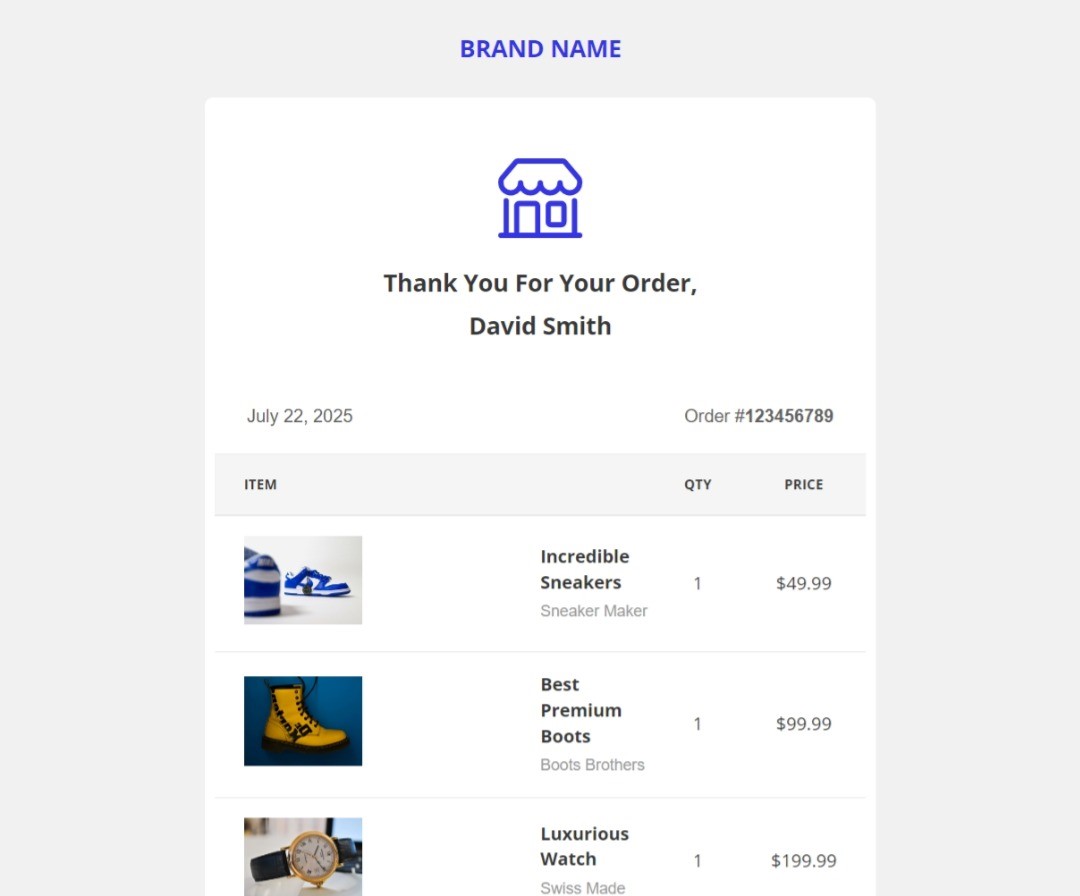 BRAND NAME
Thank You For Your Order,
David Smith
July 22, 2025
Order #123456789
ITEM
QTY
PRICE
Incredible
Sneakers
Sneaker Maker
1
$49.99
Best
Premium
Boots
Boots Brothers
1
$99.99
Luxurious
Watch
Swiss Made
1
$199.99